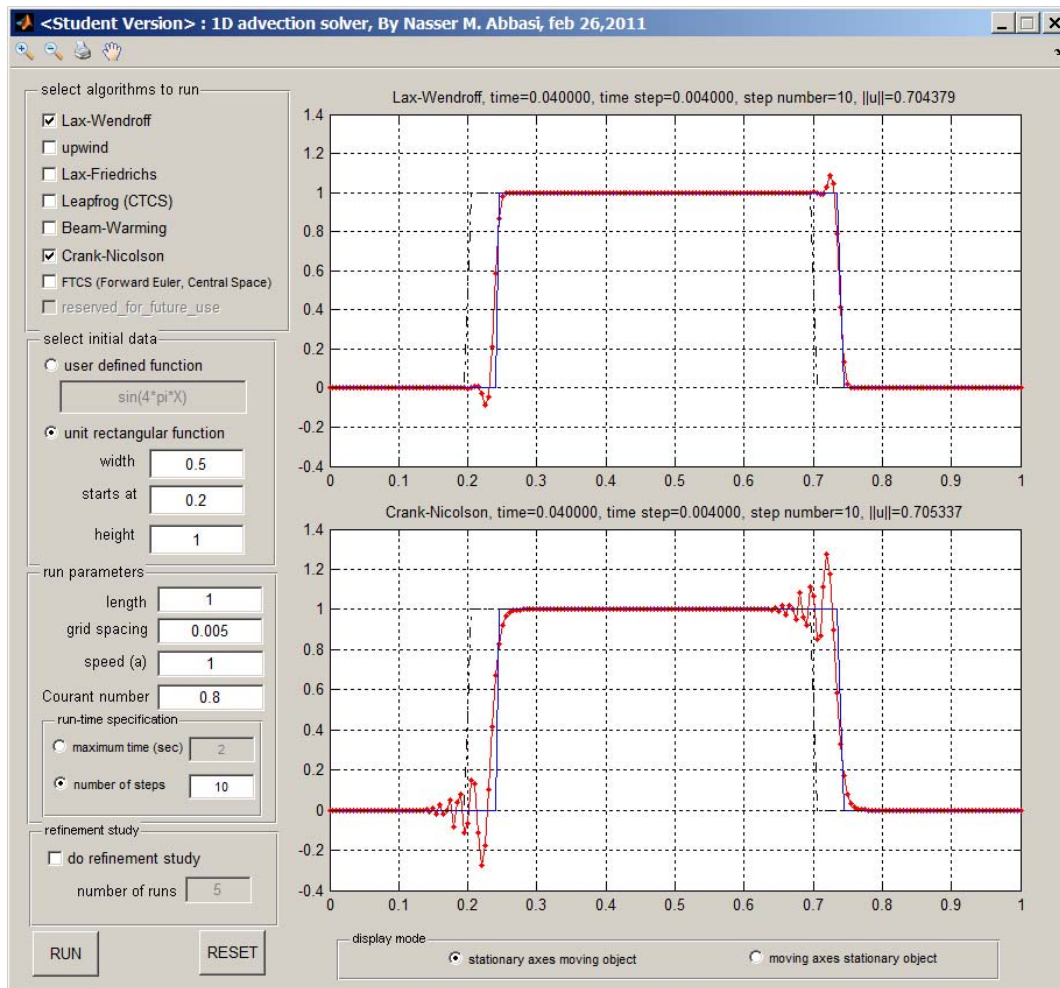 <Student Version> : 1D advection solver, By Nasser M. Abbasi, feb 26,2011
select algorithms to run
Lax-Wendroff
upwind
Lax-Friedrichs
Leapfrog (CTCS)
Beam-Warming
Crank-Nicolson
FTCS (Forward Euler, Central Space)
reserved_for_future_use
select initial data
user defined function
sin(4*pi*X)
unit rectangular function
width 0.5
starts at 0.2
height 1
run parameters
length 1
grid spacing 0.005
speed (a) 1
Courant number 0.8
run-time specification
maximum time (sec) 2
number of steps 10
refinement study
do refinement study
number of runs 5
RUN RESET
Lax-Wendroff, time=0.040000, time step=0.004000, step number=10, ||u||=0.704379
1.4
1.2
1
0.8
0.6
0.4
0.2
0
-0.2
-0.4
0 0.1 0.2 0.3 0.4 0.5 0.6 0.7 0.8 0.9 1
Crank-Nicolson, time=0.040000, time step=0.004000, step number=10, ||u||=0.705337
1.4
1.2
1
0.8
0.6
0.4
0.2
0
-0.2
-0.4
0 0.1 0.2 0.3 0.4 0.5 0.6 0.7 0.8 0.9 1
display mode
stationary axes moving object moving axes stationary object